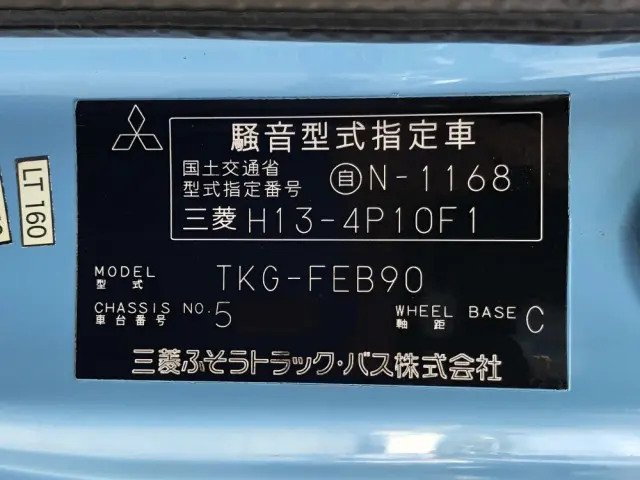 騒音型式指定車
国土交通省
型式指定番号 自N-1168
三菱 H13-4P10F1
MODEL TKG-FEB90
型式
CHASSIS NO. 5 WHEEL BASE C
車台番号 軸距
三菱ふそうトラック・バス株式会社
LT 160